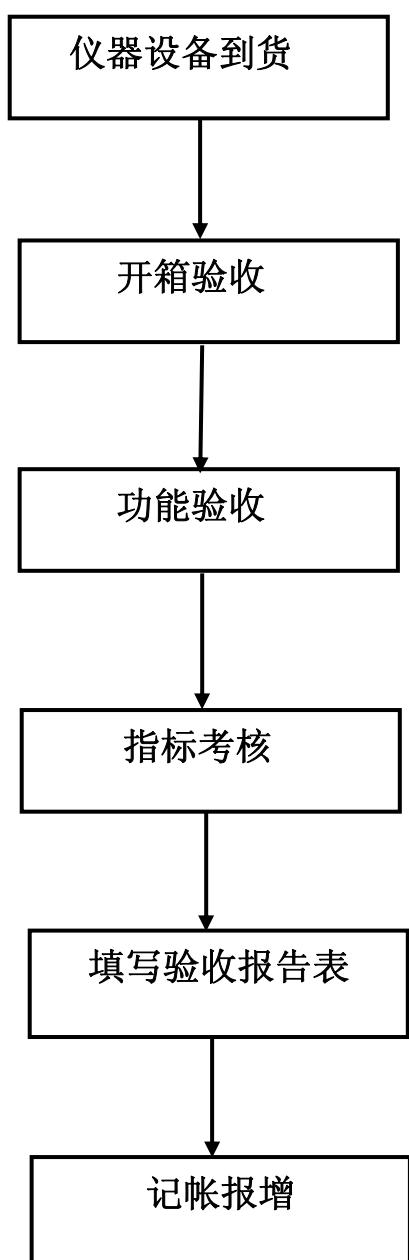 仪器设备到货
开箱验收
功能验收
指标考核
填写验收报告表
记帐报增